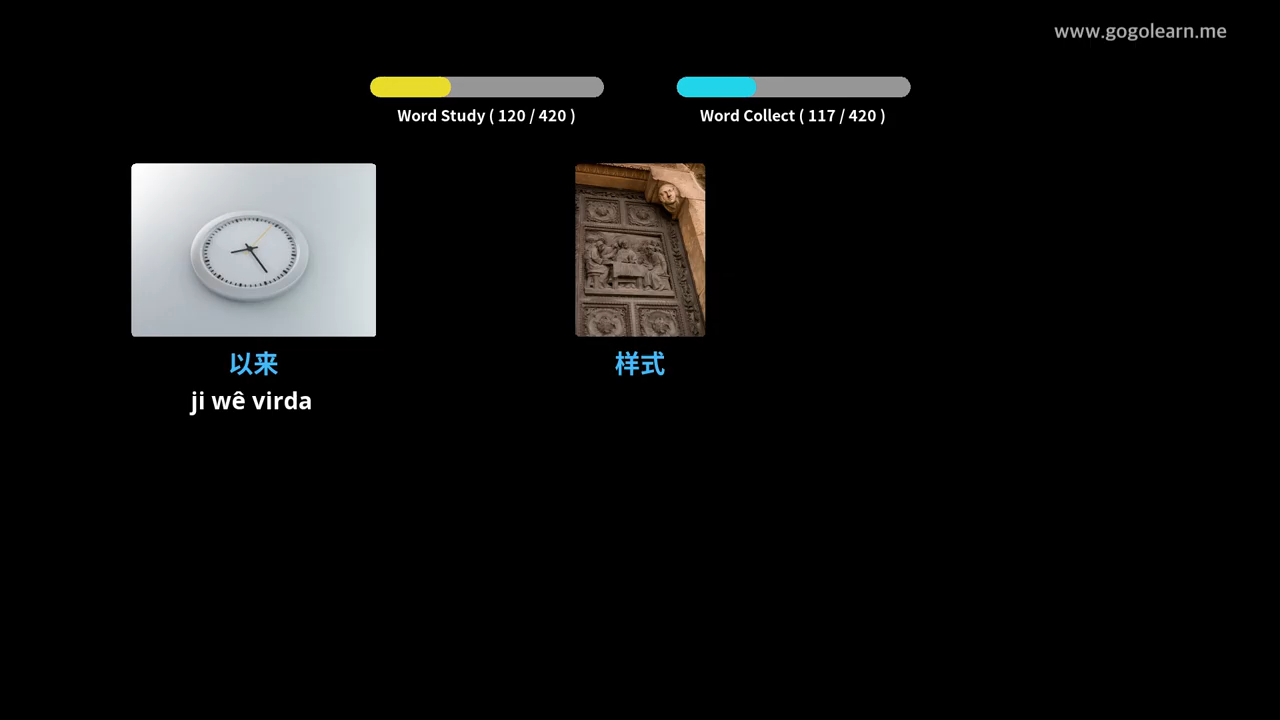 www.gogolearn.me
Word Study ( 120 / 420 )
Word Collect ( 117 / 420 )
以来
ji wê virda
样式